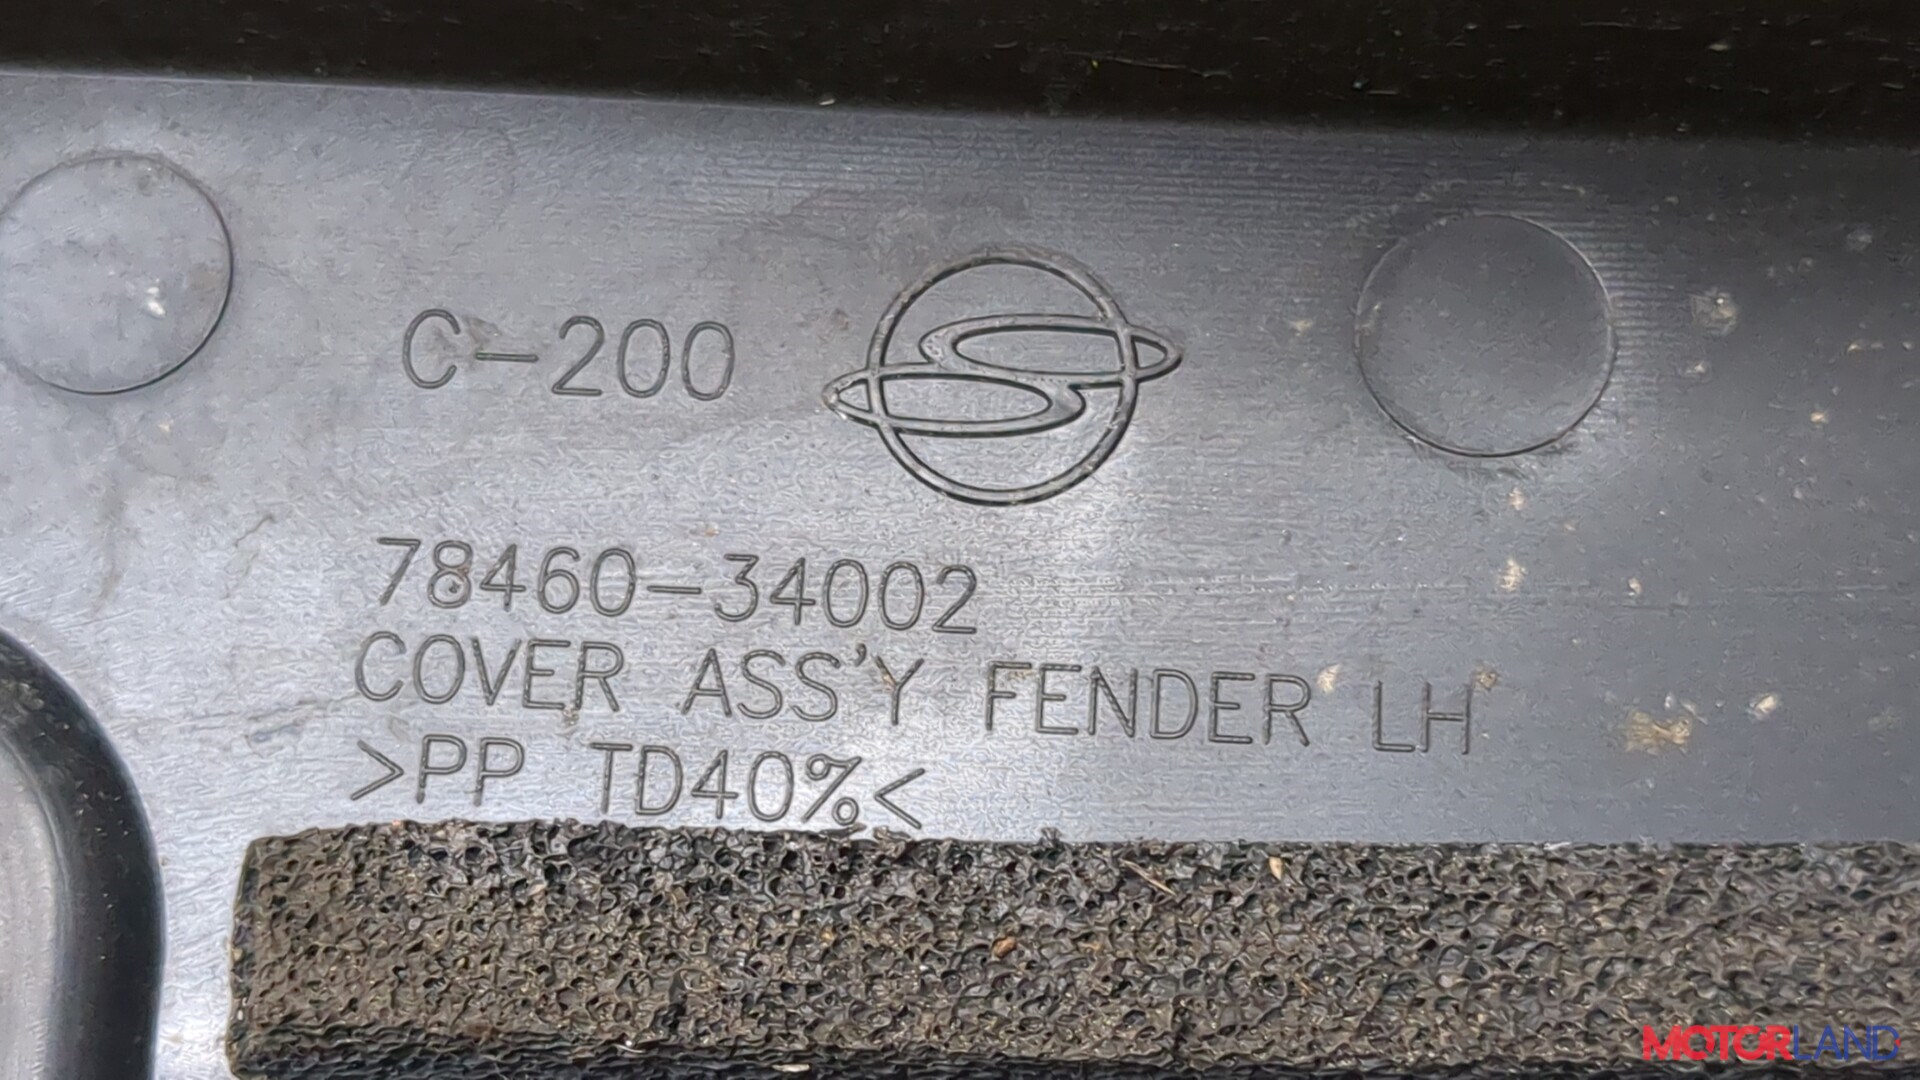 C-200
78460-34002
COVER ASS'Y FENDER LH
>PP TD40%<
MOTORLAND